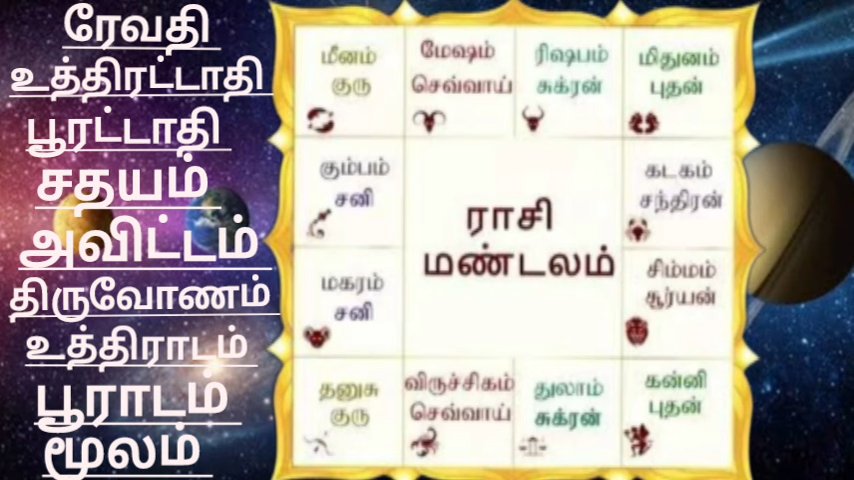 ரேவதி
உத்திரட்டாதி
பூரட்டாதி
சதயம்
அவிட்டம்
திருவோணம்
உத்திராடம்
பூராடம்
மூலம்
மீனம்
குரு
மேஷம்
செவ்வாய்
ரிஷபம்
சுக்ரன்
மிதுனம்
புதன்
கும்பம்
சனி
கடகம்
சந்திரன்
ராசி
மண்டலம்
மகரம்
சனி
சிம்மம்
சூர்யன்
தனுசு
குரு
விருச்சிகம்
செவ்வாய்
துலாம்
சுக்ரன்
கன்னி
புதன்